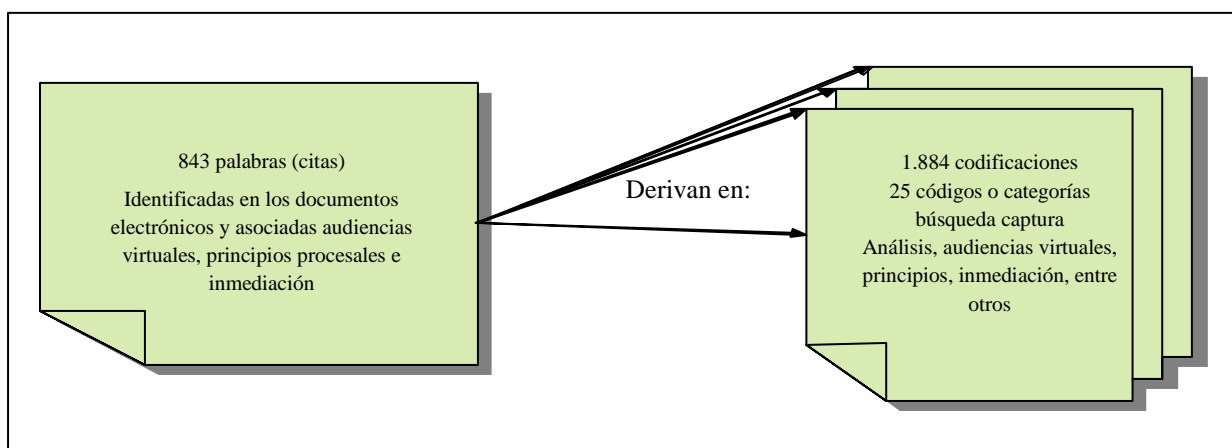 843 palabras (citas)
Identificadas en los documentos
electrónicos y asociadas audiencias
virtuales, principios procesales e
inmediación
Derivan en:
1.884 codificaciones
25 códigos o categorías
búsqueda captura
Análisis, audiencias virtuales,
principios, inmediación, entre
otros